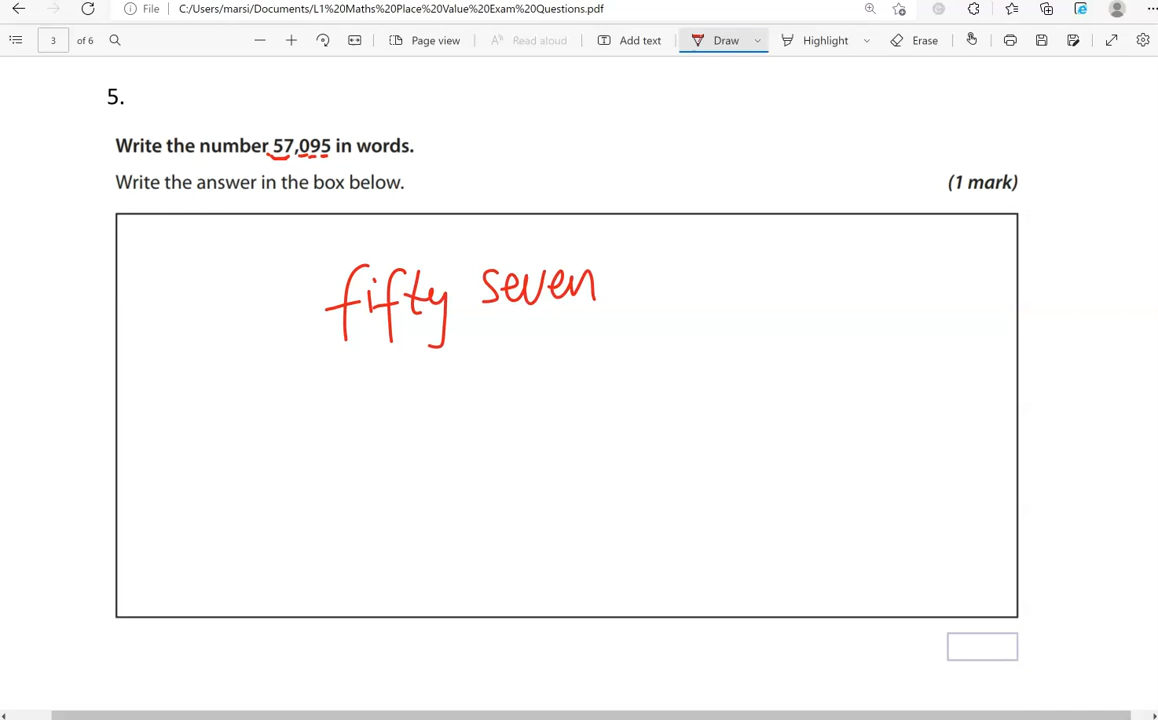 File C:/Users/marsi/Documents/L1%20Maths%20Place%20Value%20Exam%20Questions.pdf
3 of 6 Page view Read aloud Add text Draw Highlight Erase
5.
Write the number 57,095 in words.
Write the answer in the box below. (1 mark)
fifty seven